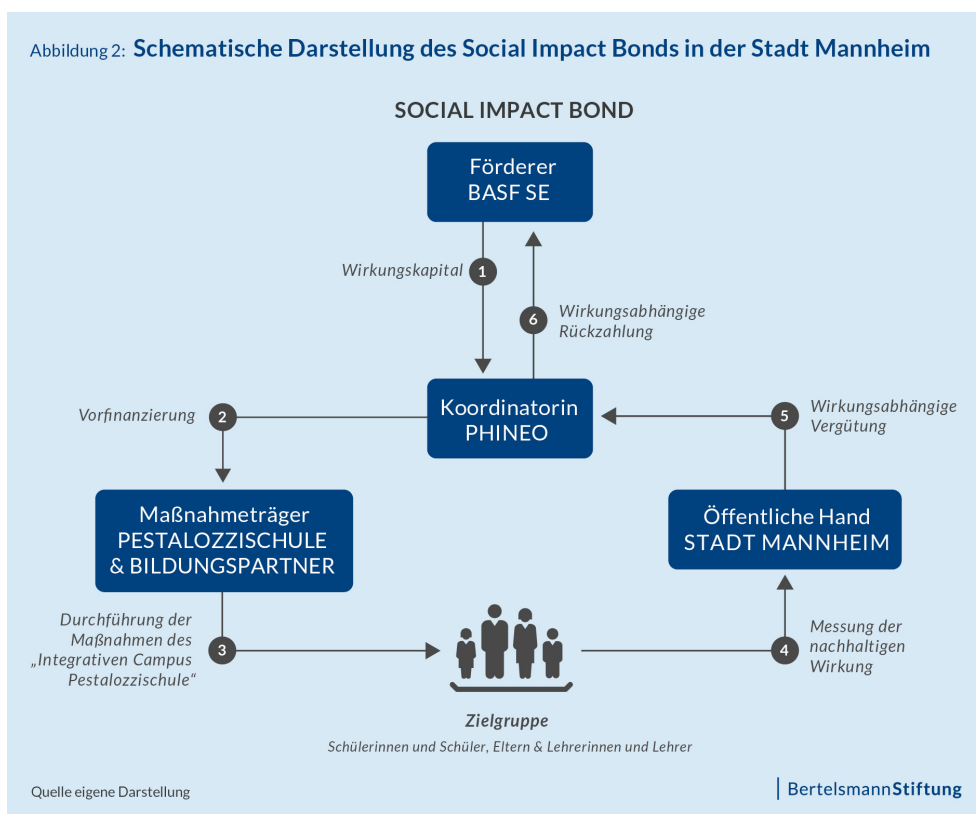 Abbildung 2: Schematische Darstellung des Social Impact Bonds in der Stadt Mannheim
SOCIAL IMPACT BOND
Förderer
BASF SE
Wirkungskapital
1
6
Wirkungsabhängige
Rückzahlung
Koordinatorin
PHINEO
Vorfinanzierung
2
5
Wirkungsabhängige
Vergütung
Maßnahmeträger
PESTALOZZISCHULE
& BILDUNGSPARTNER
Öffentliche Hand
STADT MANNHEIM
Durchführung der
Maßnahmen des
„Integrativen Campus
Pestalozzischule“
3
4
Messung der
nachhaltigen
Wirkung
Zielgruppe
Schülerinnen und Schüler, Eltern & Lehrerinnen und Lehrer
Quelle eigene Darstellung
BertelsmannStiftung